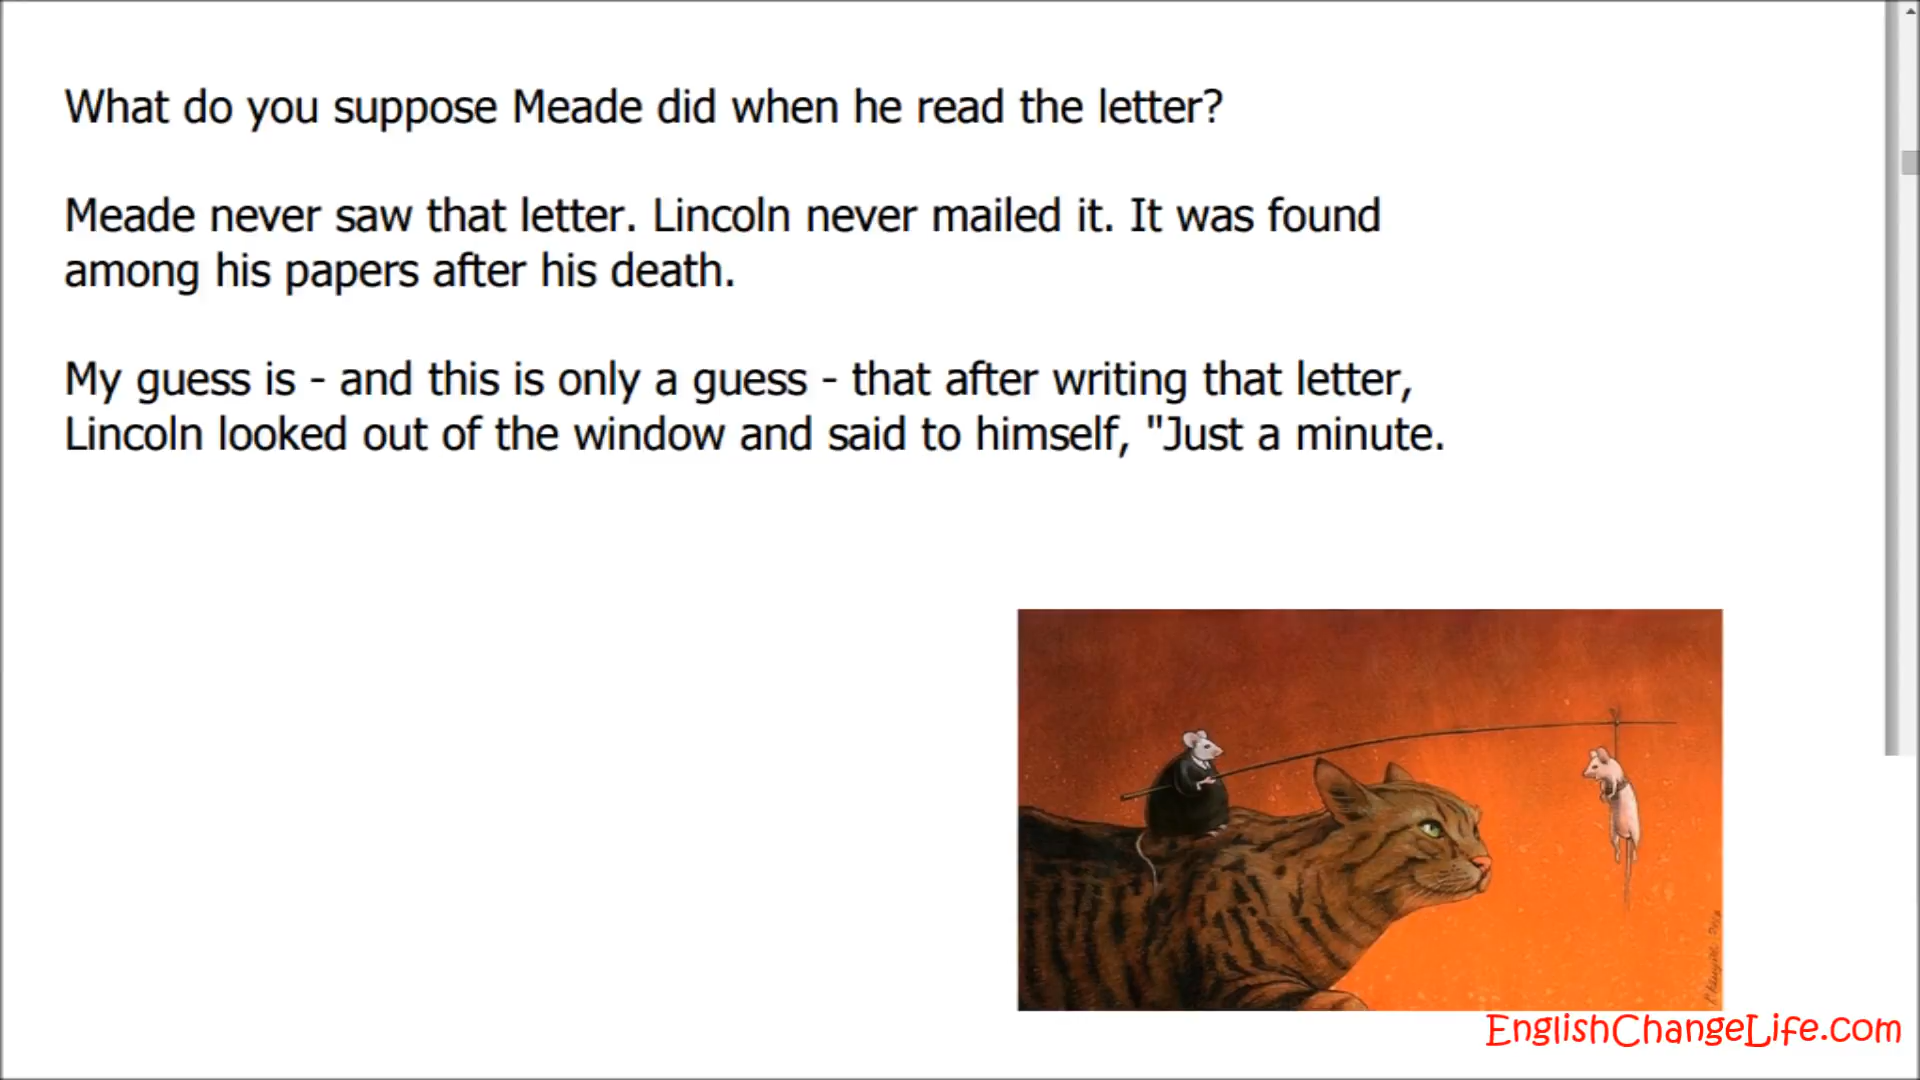 What do you suppose Meade did when he read the letter?
Meade never saw that letter. Lincoln never mailed it. It was found
among his papers after his death.
My guess is - and this is only a guess - that after writing that letter,
Lincoln looked out of the window and said to himself, "Just a minute.
EnglishChangeLife.com